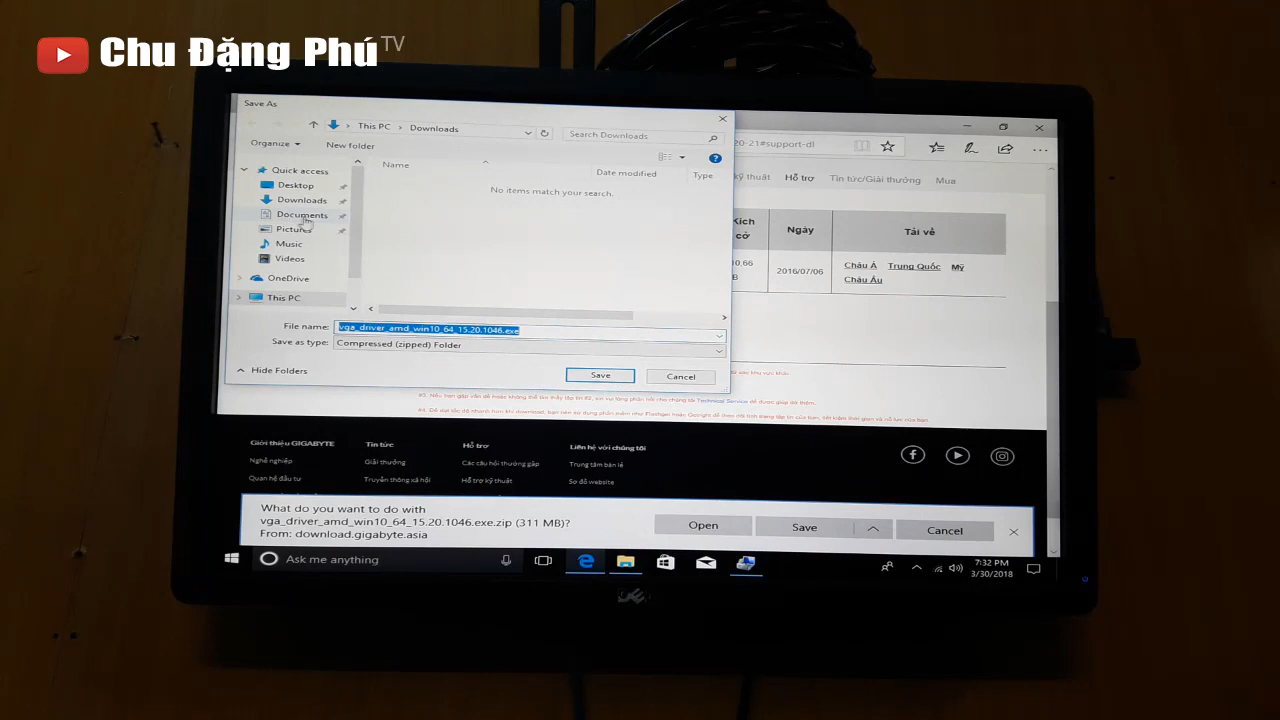 Chu Đặng Phú TV
Save As
This PC > Downloads
Search Downloads
Organize
New folder
Quick access
Desktop
Downloads
Documents
Pictures
Music
Videos
OneDrive
This PC
Name
Date modified
Type
No items match your search.
File name: vga_driver_amd_win10_64_15.20.1046.exe
Save as type: Compressed (zipped) Folder
Hide Folders
Save
Cancel
20-21#support-dl
kỹ thuật
Hỗ trợ
Tin tức/Giải thưởng
Mua
Kích cỡ
Ngày
Tải về
2016/07/06
Châu Á Trung Quốc Mỹ
Châu Âu
Giới thiệu GIGABYTE
Nghề nghiệp
Quan hệ đầu tư
Tin tức
Giải thưởng
Truyền thông xã hội
Hỗ trợ
Các câu hỏi thường gặp
Hỗ trợ kỹ thuật
Liên hệ với chúng tôi
Trung tâm bán lẻ
Sơ đồ website
What do you want to do with
vga_driver_amd_win10_64_15.20.1046.exe.zip (311 MB)?
From: download.gigabyte.asia
Open
Save
Cancel
Ask me anything
7:32 PM
3/30/2018
DELL